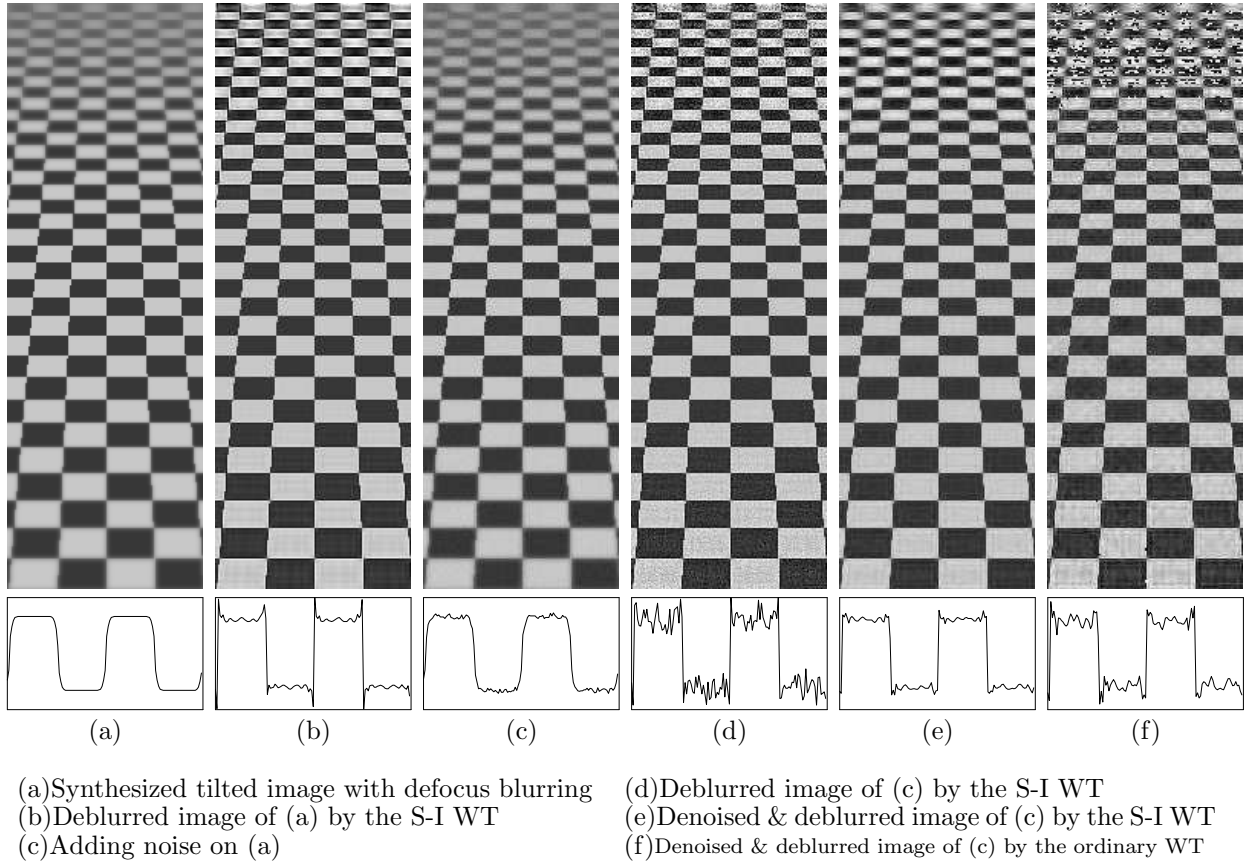 (a) (b) (c) (d) (e) (f)
(a)Synthesized tilted image with defocus blurring
(b)Deblurred image of (a) by the S-I WT
(c)Adding noise on (a)
(d)Deblurred image of (c) by the S-I WT
(e)Denoised & deblurred image of (c) by the S-I WT
(f)Denoised & deblurred image of (c) by the ordinary WT